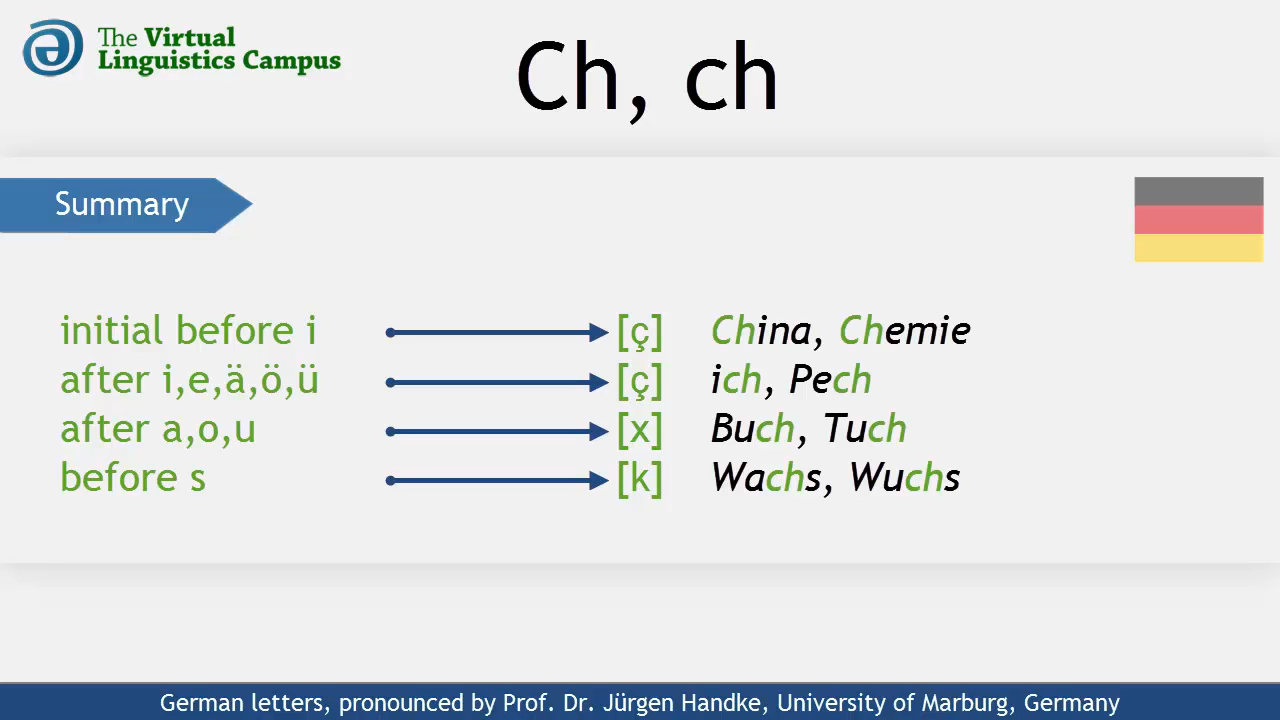 The Virtual
Linguistics Campus
Ch, ch
Summary
initial before i [ç] China, Chemie
after i,e,ä,ö,ü [ç] ich, Pech
after a,o,u [x] Buch, Tuch
before s [k] Wachs, Wuchs
German letters, pronounced by Prof. Dr. Jürgen Handke, University of Marburg, Germany